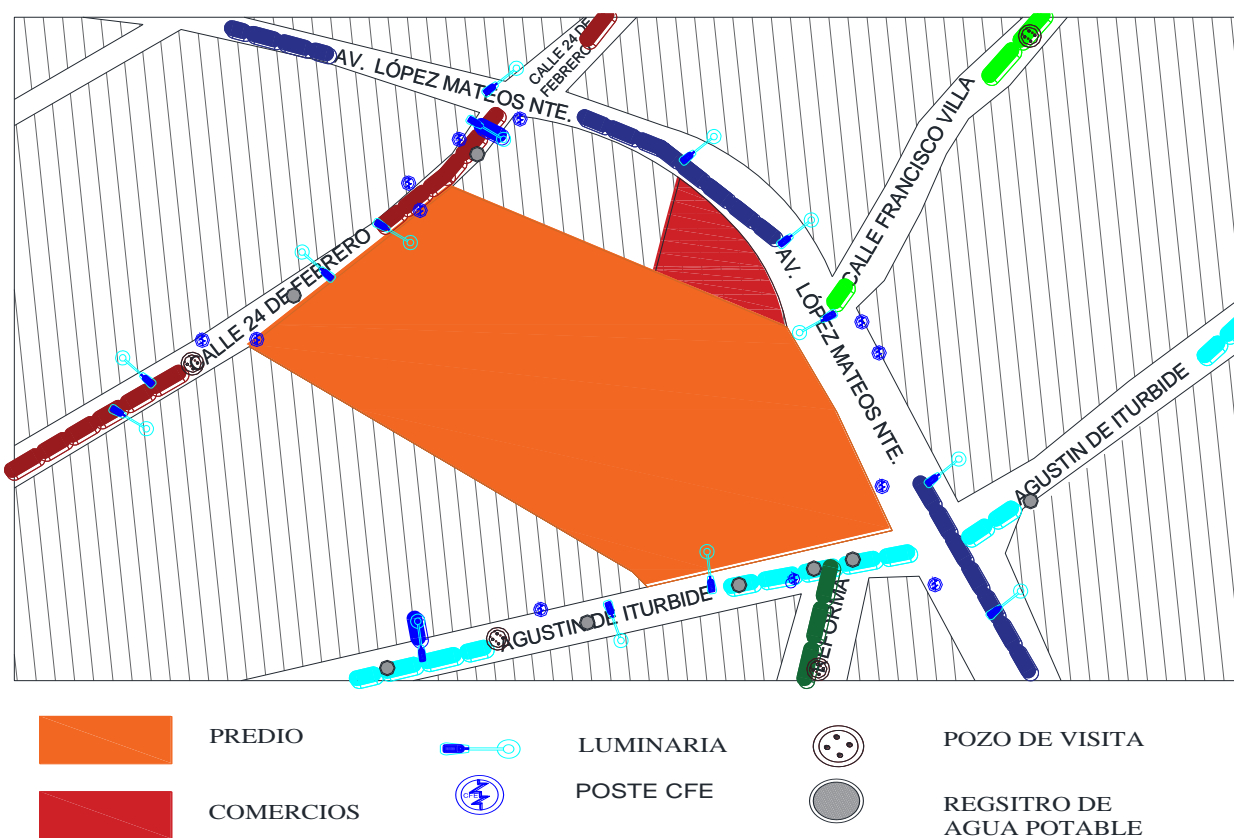 AV. LÓPEZ MATEOS NTE.
CALLE 24 DE
FEBRERO
CALLE FRANCISCO VILLA
CALLE 24 DE FEBRERO
AV. LÓPEZ MATEOS NTE.
AGUSTIN DE ITURBIDE
AGUSTIN DE ITURBIDE
REFORMA
PREDIO
LUMINARIA
POZO DE VISITA
CFE
POSTE CFE
COMERCIOS
REGSITRO DE
AGUA POTABLE